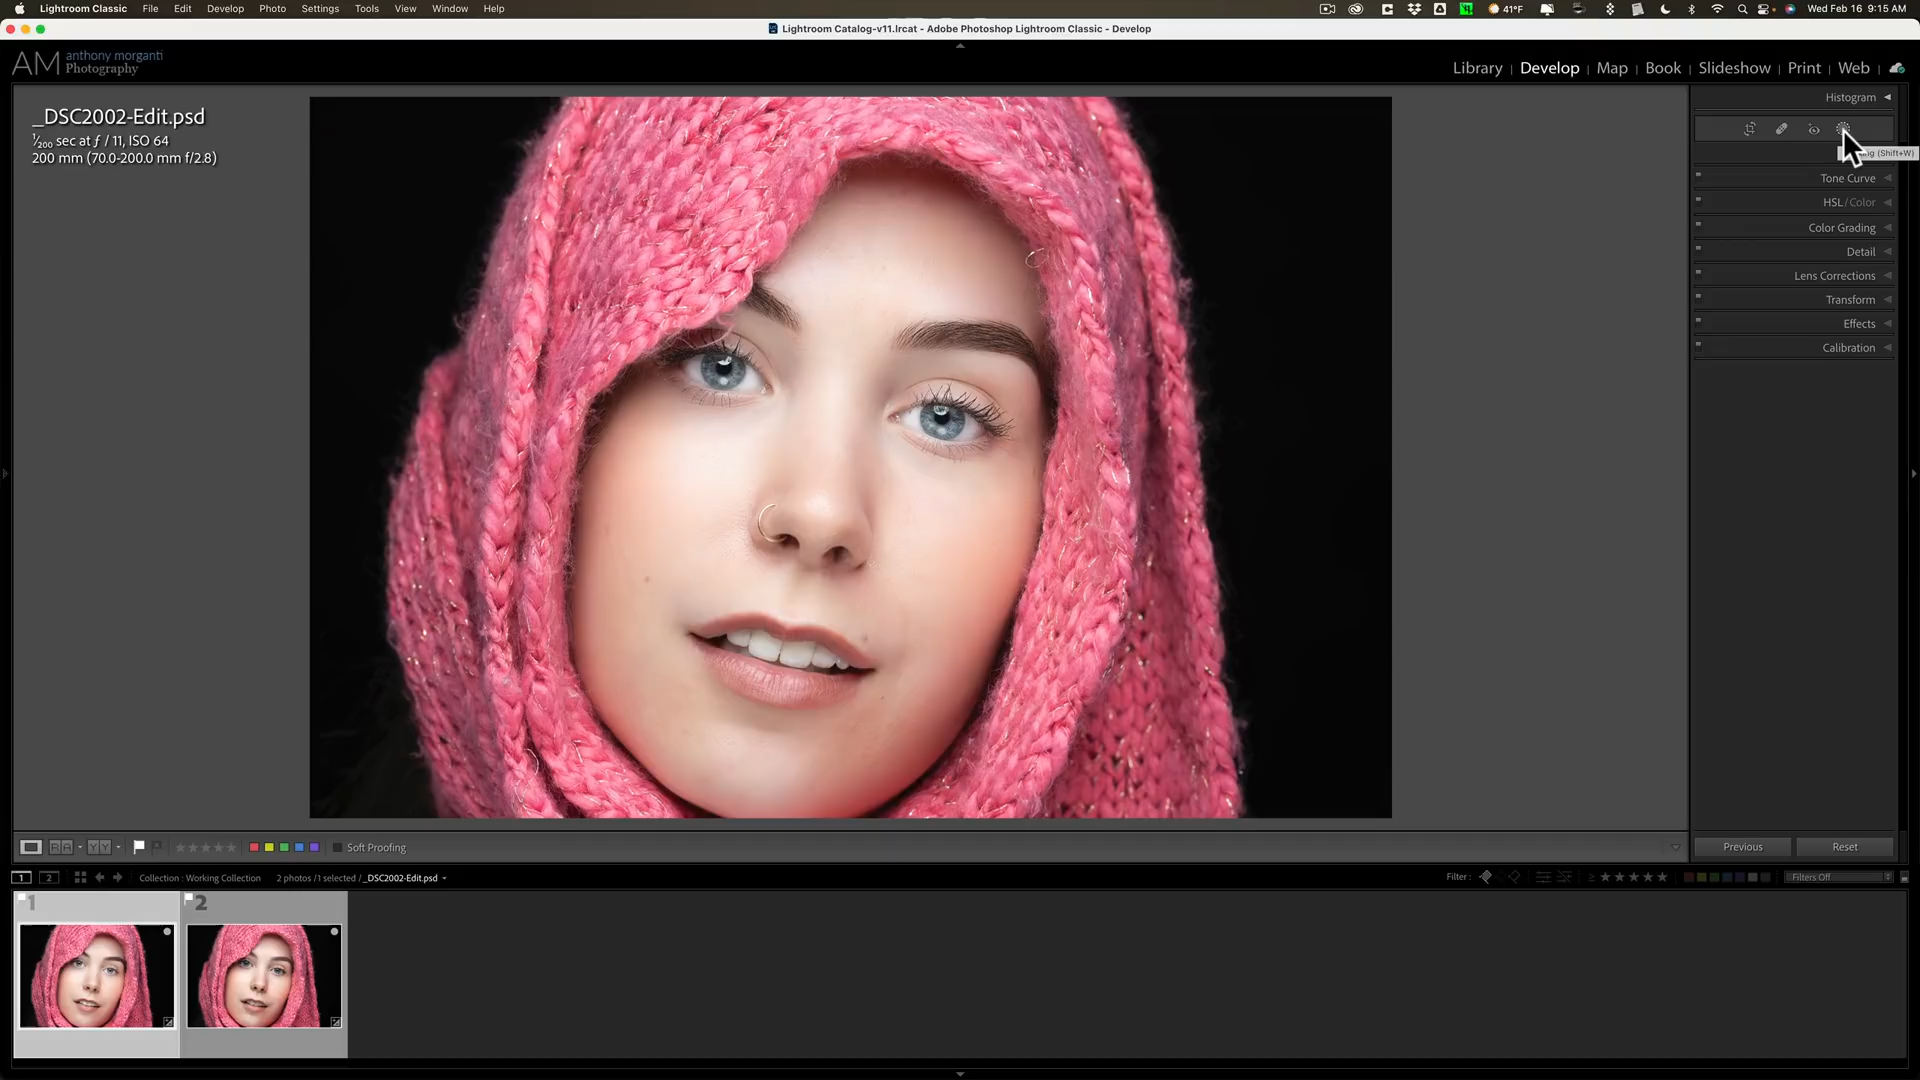 Lightroom Classic File Edit Develop Photo Settings Tools View Window Help 41°F Wed Feb 16 9:15 AM
Lightroom Catalog-v11.lrcat - Adobe Photoshop Lightroom Classic - Develop
AM anthony morganti
Photography
Library | Develop | Map | Book | Slideshow | Print | Web
_DSC2002-Edit.psd
1/200 sec at ƒ / 11, ISO 64
200 mm (70.0-200.0 mm f/2.8)
Histogram
(Shift+W)
Tone Curve
HSL / Color
Color Grading
Detail
Lens Corrections
Transform
Effects
Calibration
R A Y Y Soft Proofing
Previous Reset
1 2 Collection : Working Collection 2 photos / 1 selected / _DSC2002-Edit.psd Filter : Filters Off
1 2